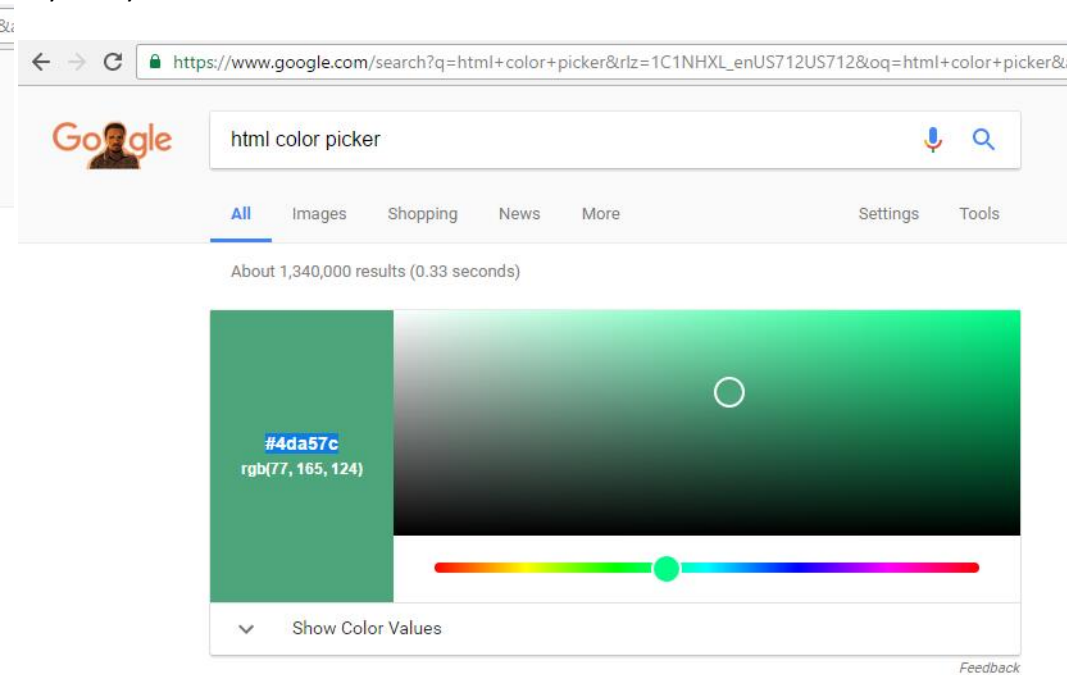 https://www.google.com/search?q=html+color+picker&rlz=1C1NHXL_enUS712US712&oq=html+color+picker&
Google
html color picker
All Images Shopping News More Settings Tools
About 1,340,000 results (0.33 seconds)
#4da57c
rgb(77, 165, 124)
Show Color Values
Feedback